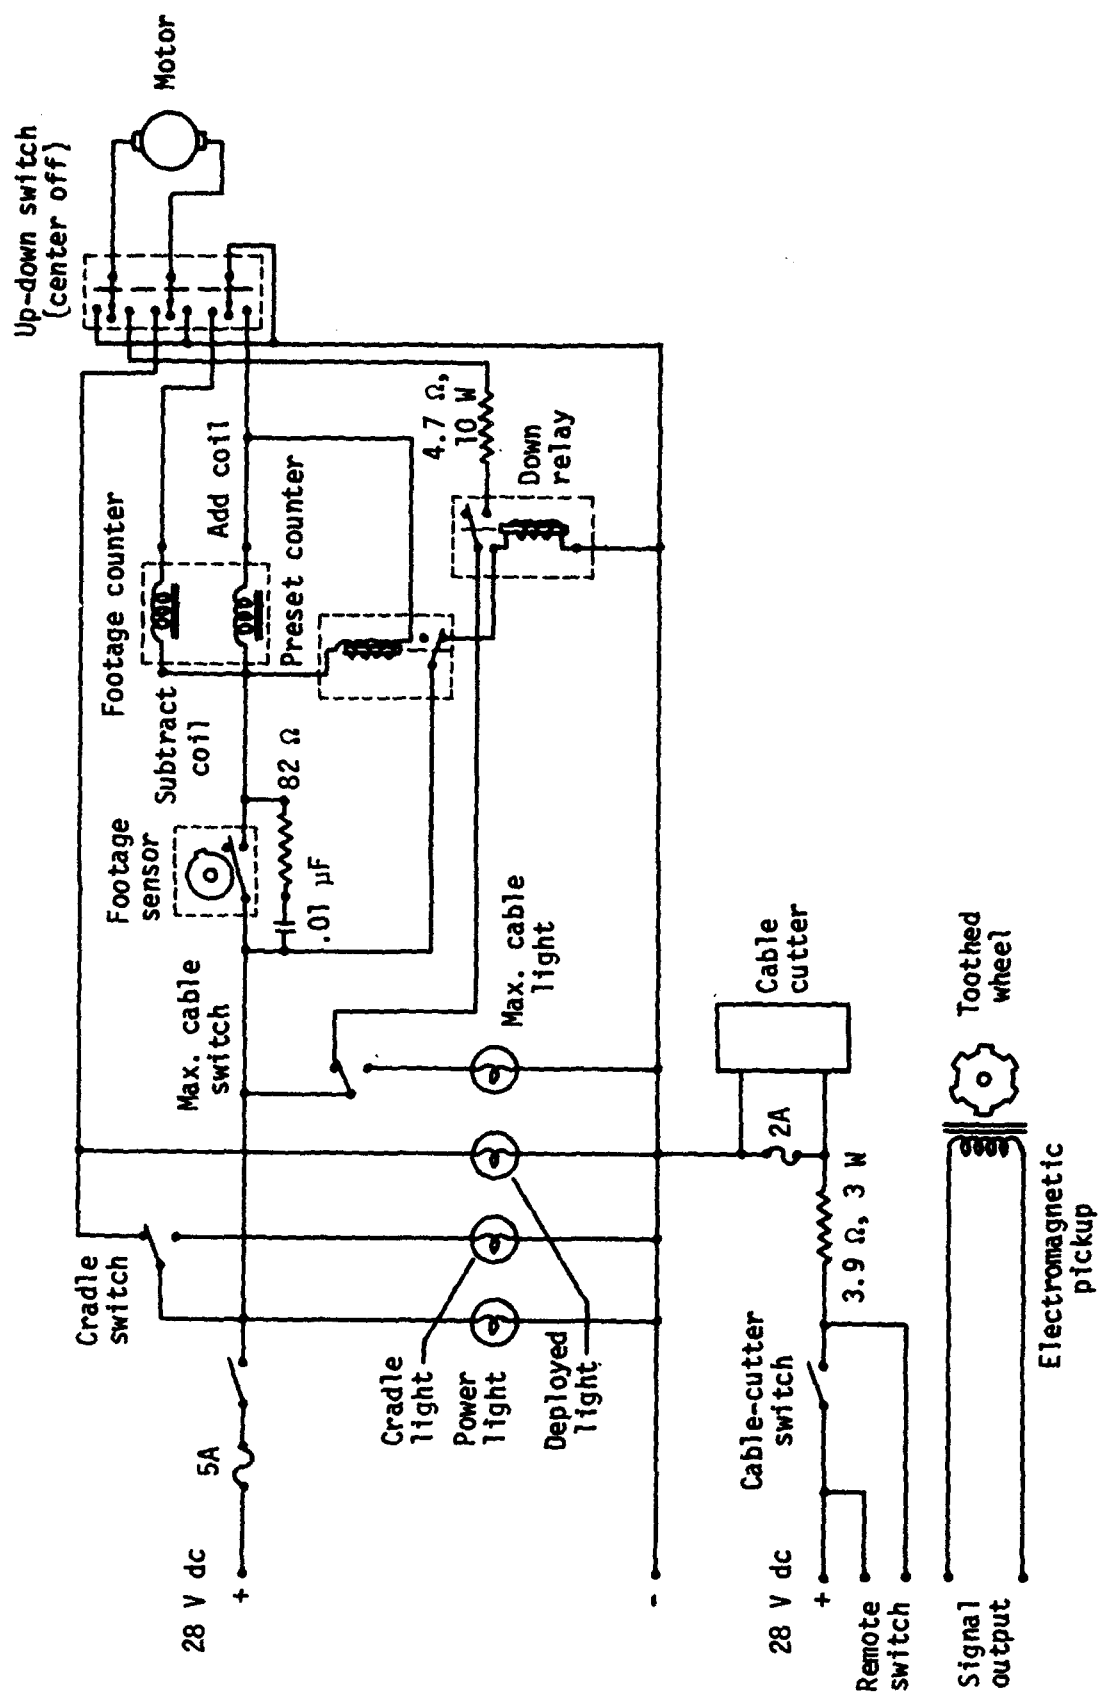 Up-down switch
(center off)
Motor
Footage counter
Subtract
coil
Add coil
Preset counter
Footage
sensor
82 Ω
.01 μF
4.7 Ω,
10 W
Down
relay
Max. cable
switch
Max. cable
light
Cradle
switch
5A
28 V dc
+
-
Cradle
light
Power
light
Deployed
light
Cable
cutter
2A
3.9 Ω, 3 W
Cable-cutter
switch
28 V dc
+
Remote
switch
Signal
output
Electromagnetic
pickup
Toothed
wheel